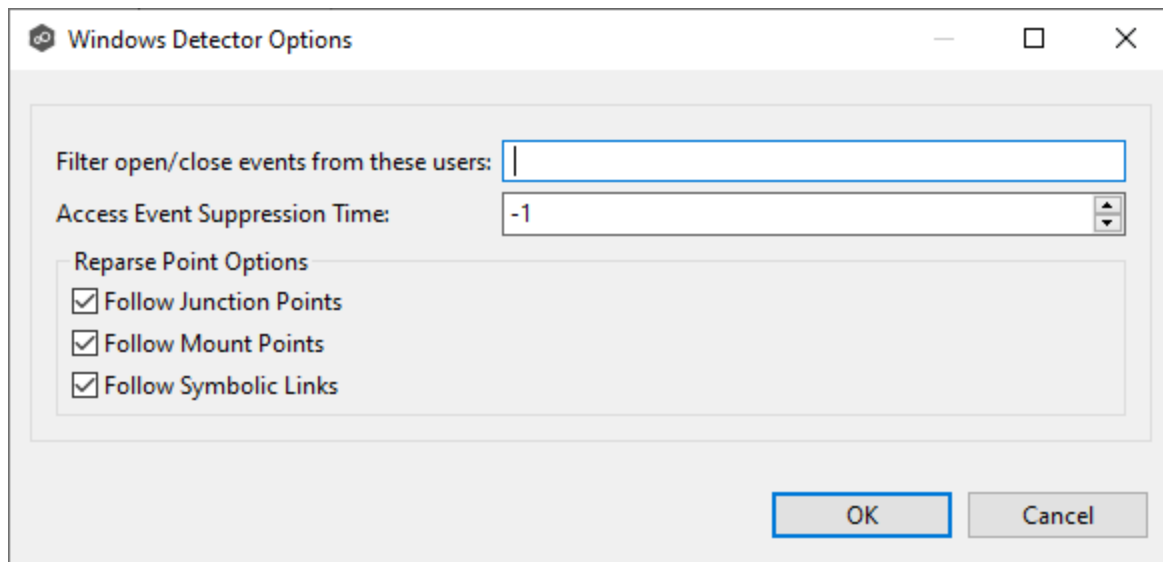 Windows Detector Options
Filter open/close events from these users:
Access Event Suppression Time: -1
Reparse Point Options
Follow Junction Points
Follow Mount Points
Follow Symbolic Links
OK Cancel